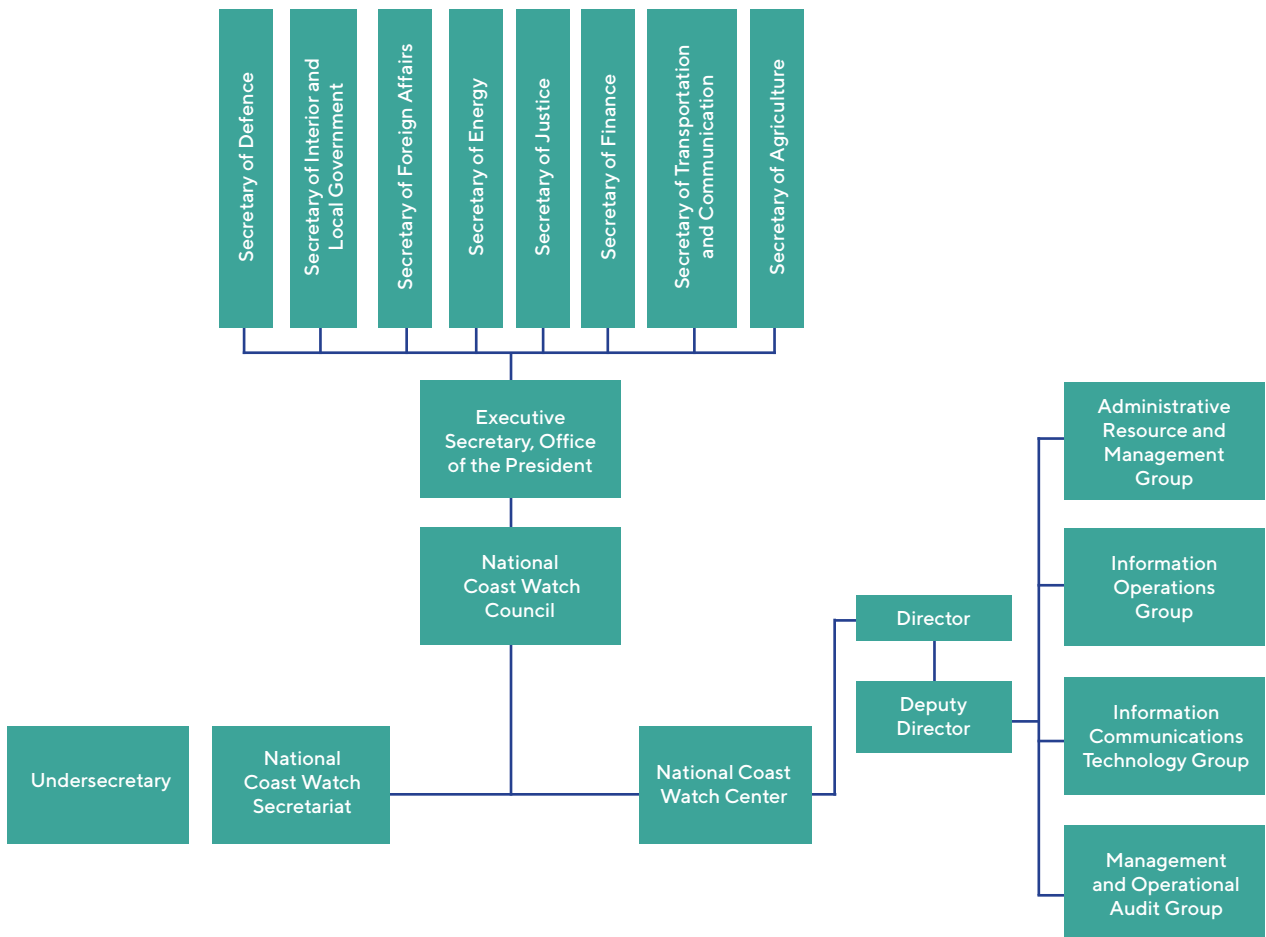 Secretary of Defence
Secretary of Interior and
Local Government
Secretary of Foreign Affairs
Secretary of Energy
Secretary of Justice
Secretary of Finance
Secretary of Transportation
and Communication
Secretary of Agriculture
Executive
Secretary, Office
of the President
National
Coast Watch
Council
Undersecretary
National
Coast Watch
Secretariat
National Coast
Watch Center
Director
Deputy
Director
Administrative
Resource and
Management
Group
Information
Operations
Group
Information
Communications
Technology Group
Management
and Operational
Audit Group